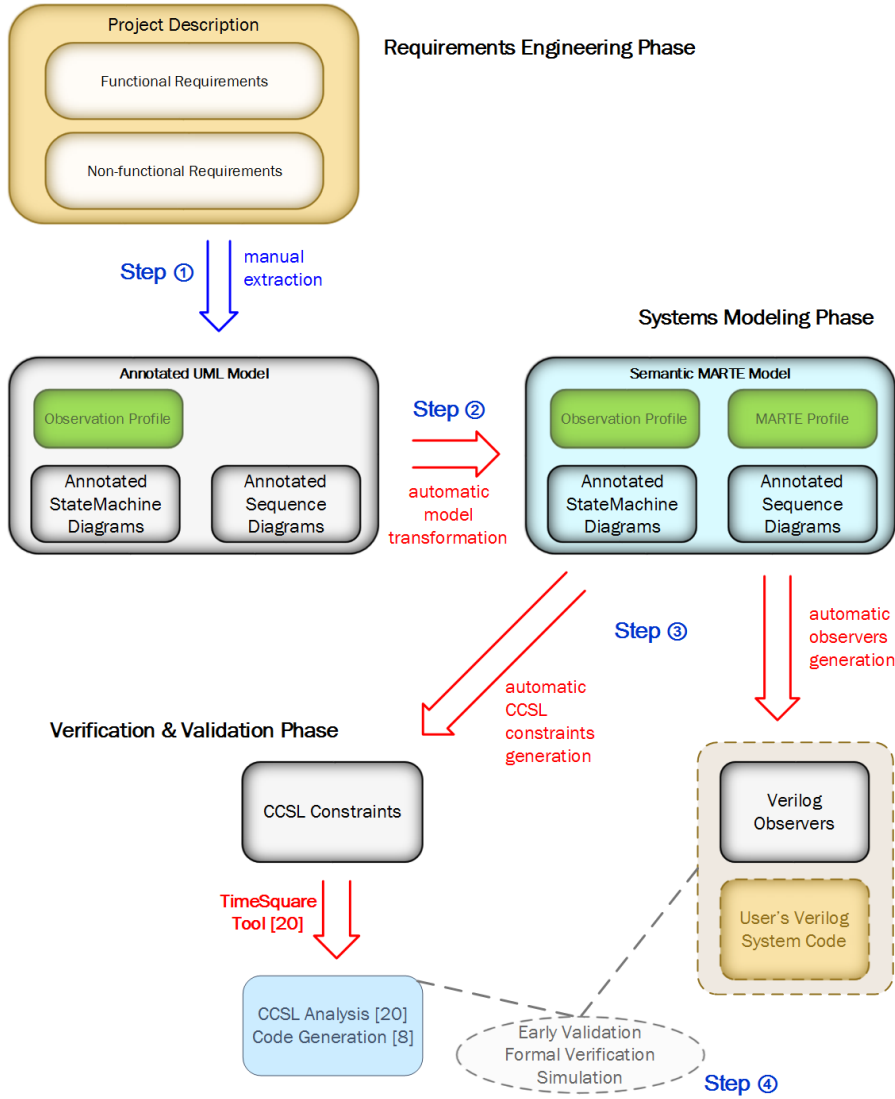 Project Description
Requirements Engineering Phase
Functional Requirements
Non-functional Requirements
Step ①
manual
extraction
Systems Modeling Phase
Annotated UML Model
Observation Profile
Annotated
StateMachine
Diagrams
Annotated
Sequence
Diagrams
Step ②
automatic
model
transformation
Semantic MARTE Model
Observation Profile
MARTE Profile
Annotated
StateMachine
Diagrams
Annotated
Sequence
Diagrams
Step ③
automatic
observers
generation
automatic
CCSL
constraints
generation
Verification & Validation Phase
CCSL Constraints
Verilog
Observers
TimeSquare
Tool [20]
User's Verilog
System Code
CCSL Analysis [20]
Code Generation [8]
Early Validation
Formal Verification
Simulation
Step ④